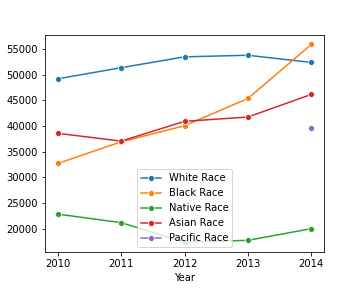 55000
50000
45000
40000
35000
30000
25000
20000
White Race
Black Race
Native Race
Asian Race
Pacific Race
2010 2011 2012 2013 2014
Year